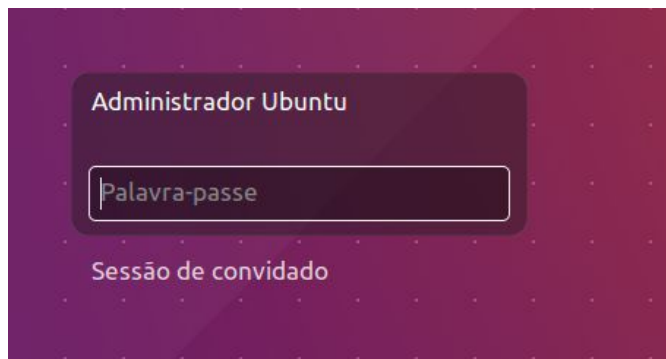 Administrador Ubuntu
Palavra-passe
Sessão de convidado